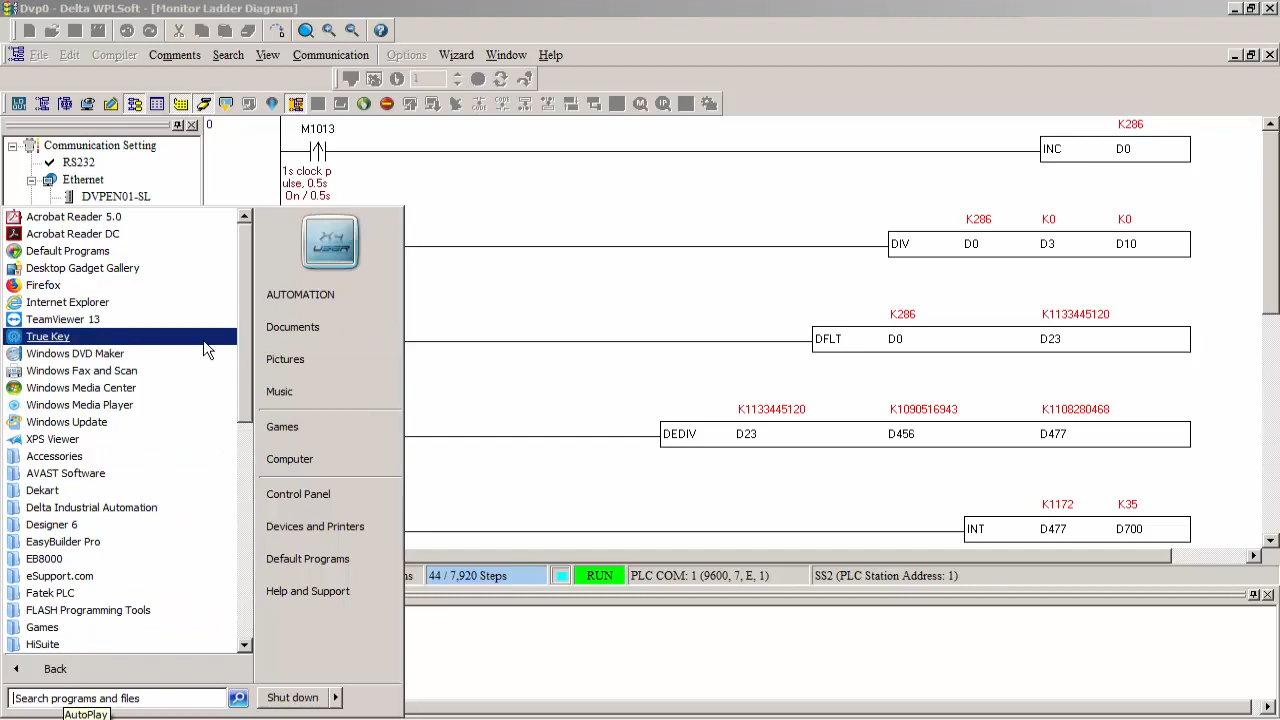 Dvp0 - Delta WPLSoft - [Monitor Ladder Diagram]
File Edit Compiler Comments Search View Communication Options Wizard Window Help
1
Communication Setting
RS232
Ethernet
DVPEN01-SL
0
M1013
1s clock p
ulse, 0.5s
On / 0.5s
K286
INC D0
K286 K0 K0
DIV D0 D3 D10
K286 K1133445120
DFLT D0 D23
K1133445120 K1090516943 K1108280468
DEDIV D23 D456 D477
K1172 K35
INT D477 D700
Acrobat Reader 5.0
Acrobat Reader DC
Default Programs
Desktop Gadget Gallery
Firefox
Internet Explorer
TeamViewer 13
True Key
Windows DVD Maker
Windows Fax and Scan
Windows Media Center
Windows Media Player
Windows Update
XPS Viewer
Accessories
AVAST Software
Dekart
Delta Industrial Automation
Designer 6
EasyBuilder Pro
EB8000
eSupport.com
Fatek PLC
FLASH Programming Tools
Games
HiSuite
Back
Search programs and files
AutoPlay
USER
AUTOMATION
Documents
Pictures
Music
Games
Computer
Control Panel
Devices and Printers
Default Programs
Help and Support
Shut down
ns 44 / 7,920 Steps RUN PLC COM: 1 (9600, 7, E, 1) SS2 (PLC Station Address: 1)